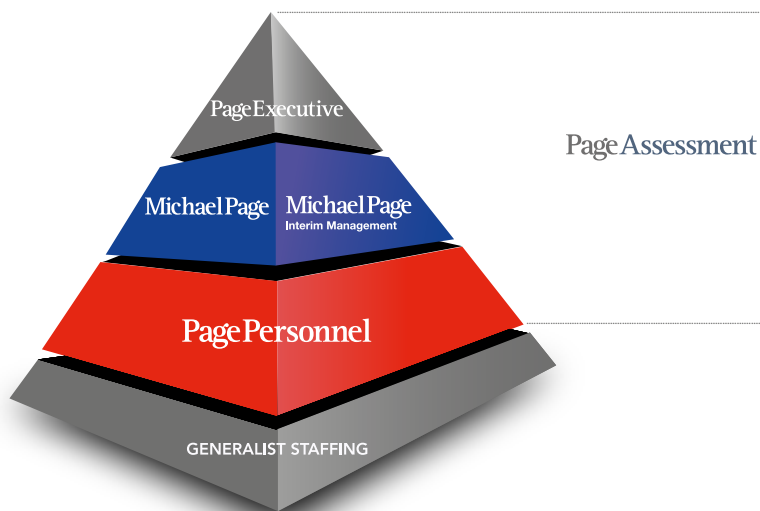 PageExecutive
PageAssessment
MichaelPage
MichaelPage
Interim Management
PagePersonnel
GENERALIST STAFFING